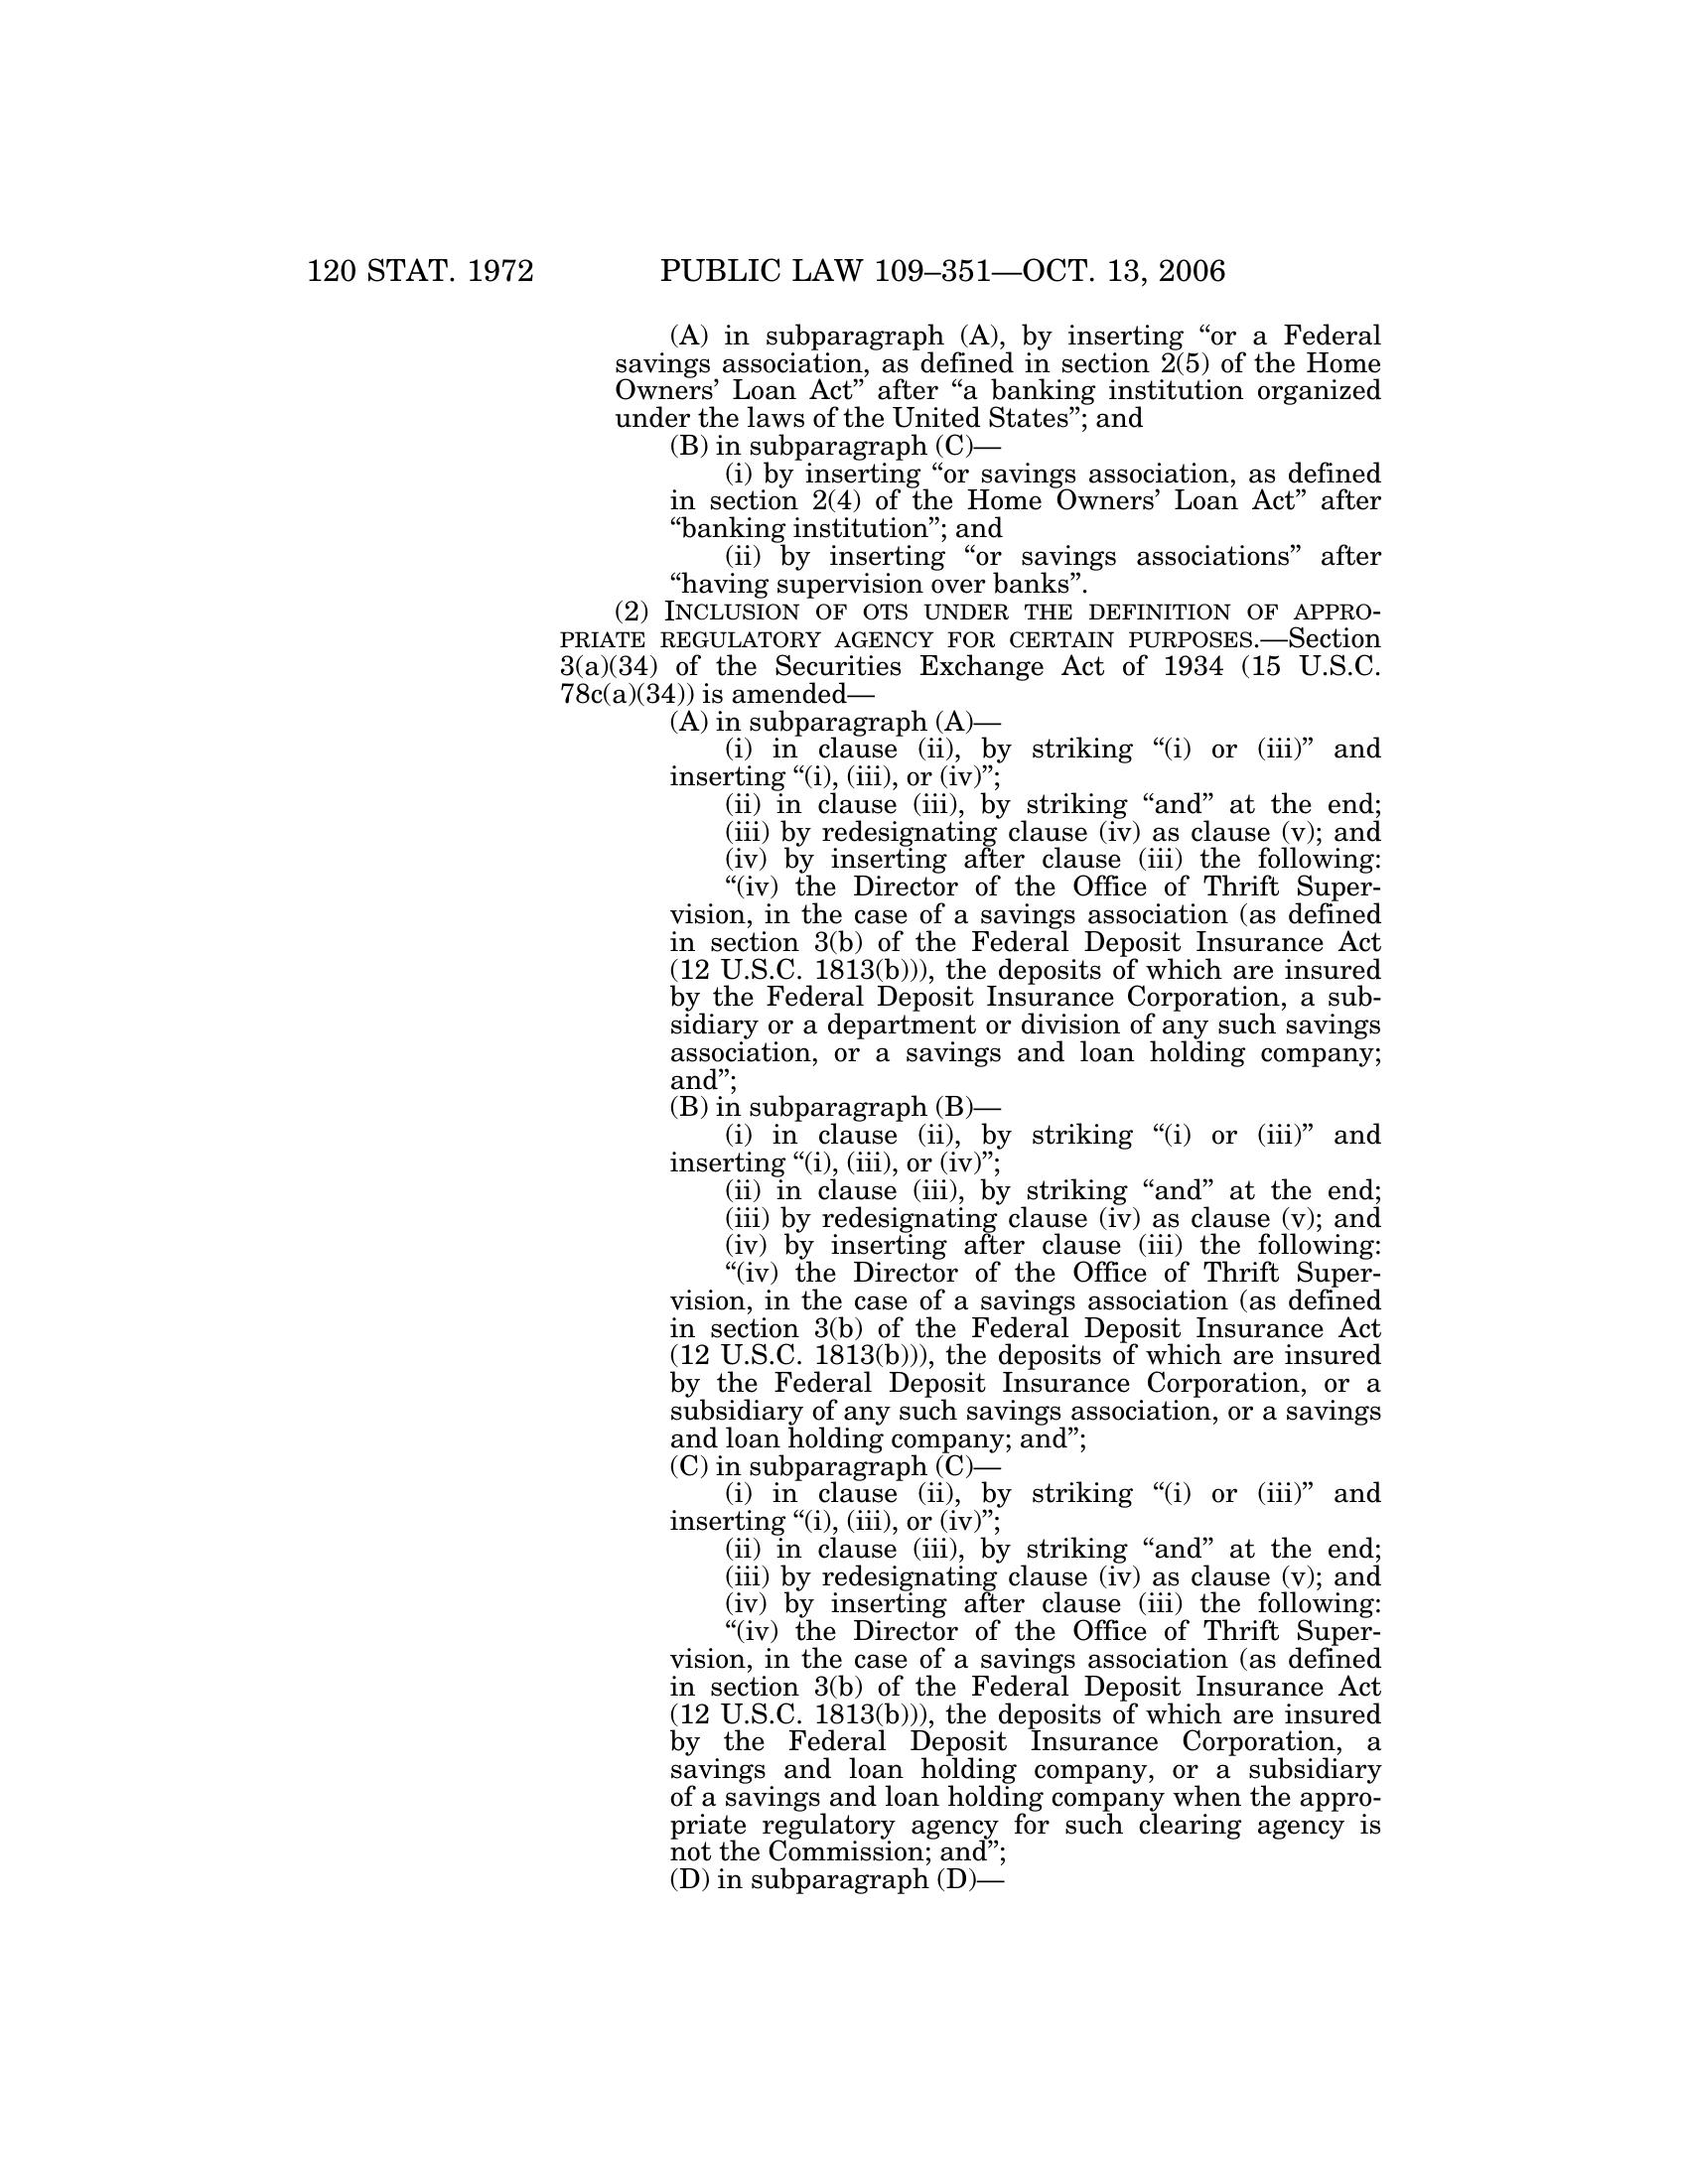 120 STAT. 1972 PUBLIC LAW 109–351—OCT. 13, 2006
(A) in subparagraph (A), by inserting “or a Federal
savings association, as defined in section 2(5) of the Home
Owners’ Loan Act” after “a banking institution organized
under the laws of the United States”; and
(B) in subparagraph (C)—
(i) by inserting “or savings association, as defined
in section 2(4) of the Home Owners’ Loan Act” after
“banking institution”; and
(ii) by inserting “or savings associations” after
“having supervision over banks”.
(2) INCLUSION OF OTS UNDER THE DEFINITION OF APPRO-
PRIATE REGULATORY AGENCY FOR CERTAIN PURPOSES.—Section
3(a)(34) of the Securities Exchange Act of 1934 (15 U.S.C.
78c(a)(34)) is amended—
(A) in subparagraph (A)—
(i) in clause (ii), by striking “(i) or (iii)” and
inserting “(i), (iii), or (iv)”;
(ii) in clause (iii), by striking “and” at the end;
(iii) by redesignating clause (iv) as clause (v); and
(iv) by inserting after clause (iii) the following:
“(iv) the Director of the Office of Thrift Super-
vision, in the case of a savings association (as defined
in section 3(b) of the Federal Deposit Insurance Act
(12 U.S.C. 1813(b))), the deposits of which are insured
by the Federal Deposit Insurance Corporation, a sub-
sidiary or a department or division of any such savings
association, or a savings and loan holding company;
and”;
(B) in subparagraph (B)—
(i) in clause (ii), by striking “(i) or (iii)” and
inserting “(i), (iii), or (iv)”;
(ii) in clause (iii), by striking “and” at the end;
(iii) by redesignating clause (iv) as clause (v); and
(iv) by inserting after clause (iii) the following:
“(iv) the Director of the Office of Thrift Super-
vision, in the case of a savings association (as defined
in section 3(b) of the Federal Deposit Insurance Act
(12 U.S.C. 1813(b))), the deposits of which are insured
by the Federal Deposit Insurance Corporation, or a
subsidiary of any such savings association, or a savings
and loan holding company; and”;
(C) in subparagraph (C)—
(i) in clause (ii), by striking “(i) or (iii)” and
inserting “(i), (iii), or (iv)”;
(ii) in clause (iii), by striking “and” at the end;
(iii) by redesignating clause (iv) as clause (v); and
(iv) by inserting after clause (iii) the following:
“(iv) the Director of the Office of Thrift Super-
vision, in the case of a savings association (as defined
in section 3(b) of the Federal Deposit Insurance Act
(12 U.S.C. 1813(b))), the deposits of which are insured
by the Federal Deposit Insurance Corporation, a
savings and loan holding company, or a subsidiary
of a savings and loan holding company when the appro-
priate regulatory agency for such clearing agency is
not the Commission; and”;
(D) in subparagraph (D)—